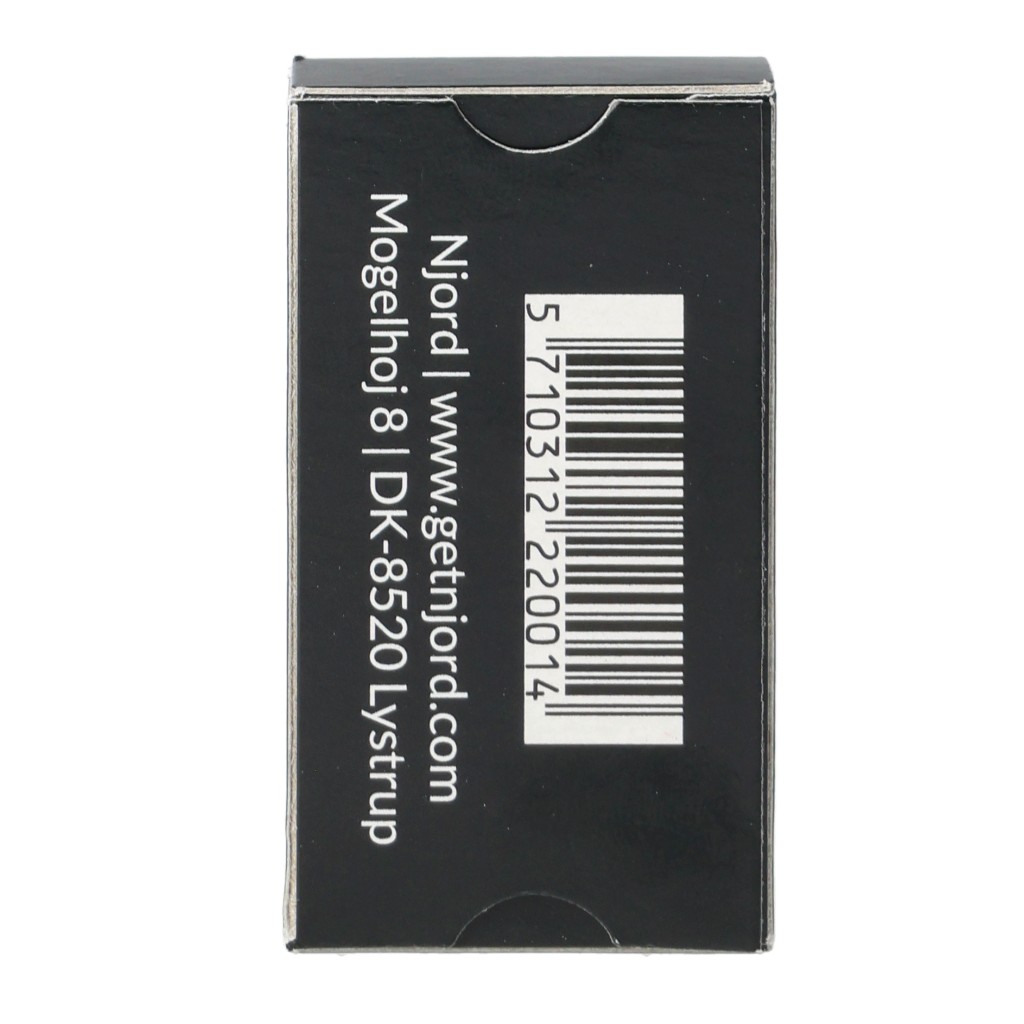 5 710312 220014
Njord | www.getnjord.com
Mogelhoj 8 | DK-8520 Lystrup